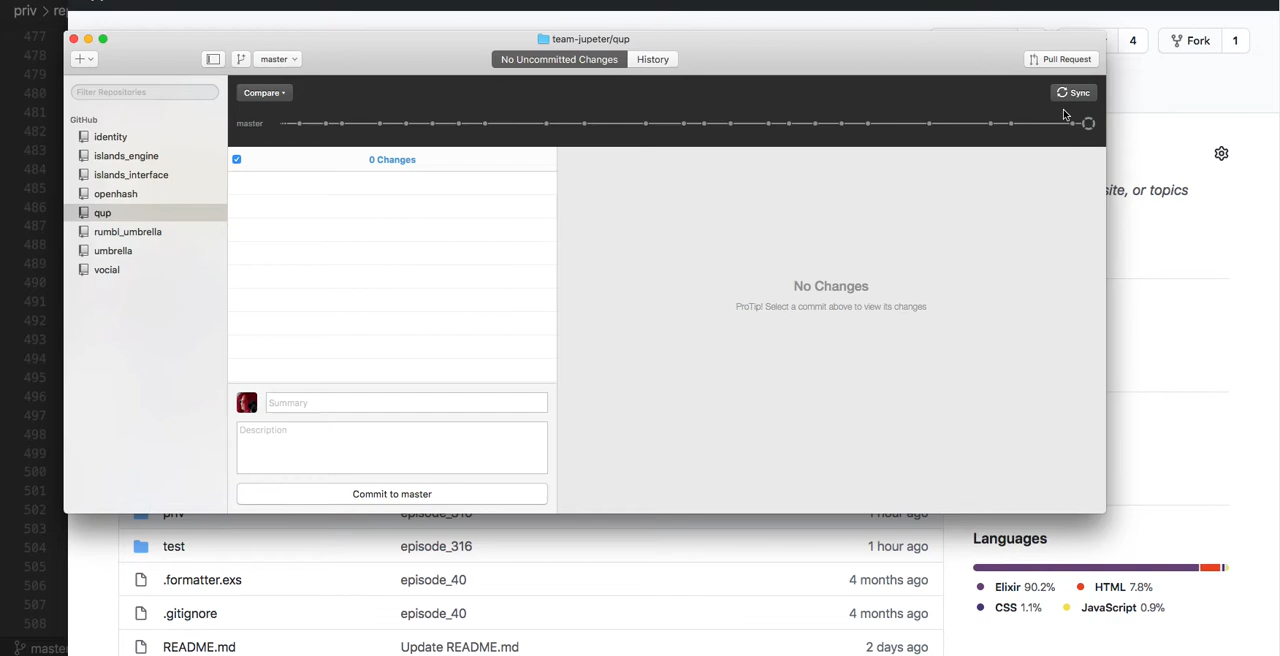 priv > re
team-jupeter/qup
master
No Uncommitted Changes
History
Pull Request
4
Fork
1
Filter Repositories
Compare
Sync
master
GitHub
identity
islands_engine
islands_interface
openhash
qup
rumbl_umbrella
umbrella
vocial
0 Changes
No Changes
ProTip! Select a commit above to view its changes
site, or topics
Summary
Description
Commit to master
477
478
479
480
481
482
483
484
485
486
487
488
489
490
491
492
493
494
495
496
497
498
499
500
501
502
503
504
505
506
507
508
master
priv episode_316 1 hour ago
test episode_316 1 hour ago
.formatter.exs episode_40 4 months ago
.gitignore episode_40 4 months ago
README.md Update README.md 2 days ago
Languages
Elixir 90.2% HTML 7.8%
CSS 1.1% JavaScript 0.9%